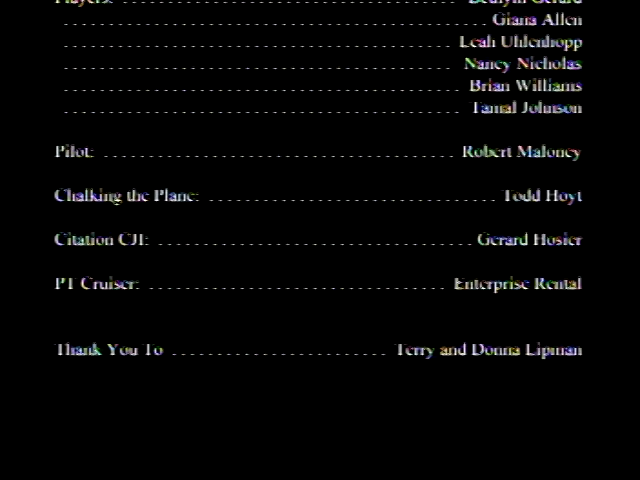 Players:
Giana Allen
Leah Uhlenhopp
Nancy Nicholas
Brian Williams
Tamal Johnson
Pilot: Robert Maloney
Chalking the Plane: Todd Hoyt
Citation CJI: Gerard Hosier
PT Cruiser: Enterprise Rental
Thank You To Terry and Donna Lipman